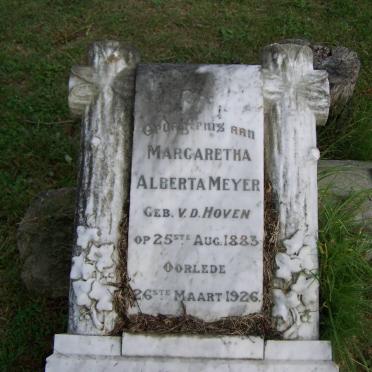 AAN
MARGARETHA
ALBERTA MEYER
GEB. V.D. HOVEN
OP 25STE AUG. 1883.
OORLEDE
26STE MAART 1926.